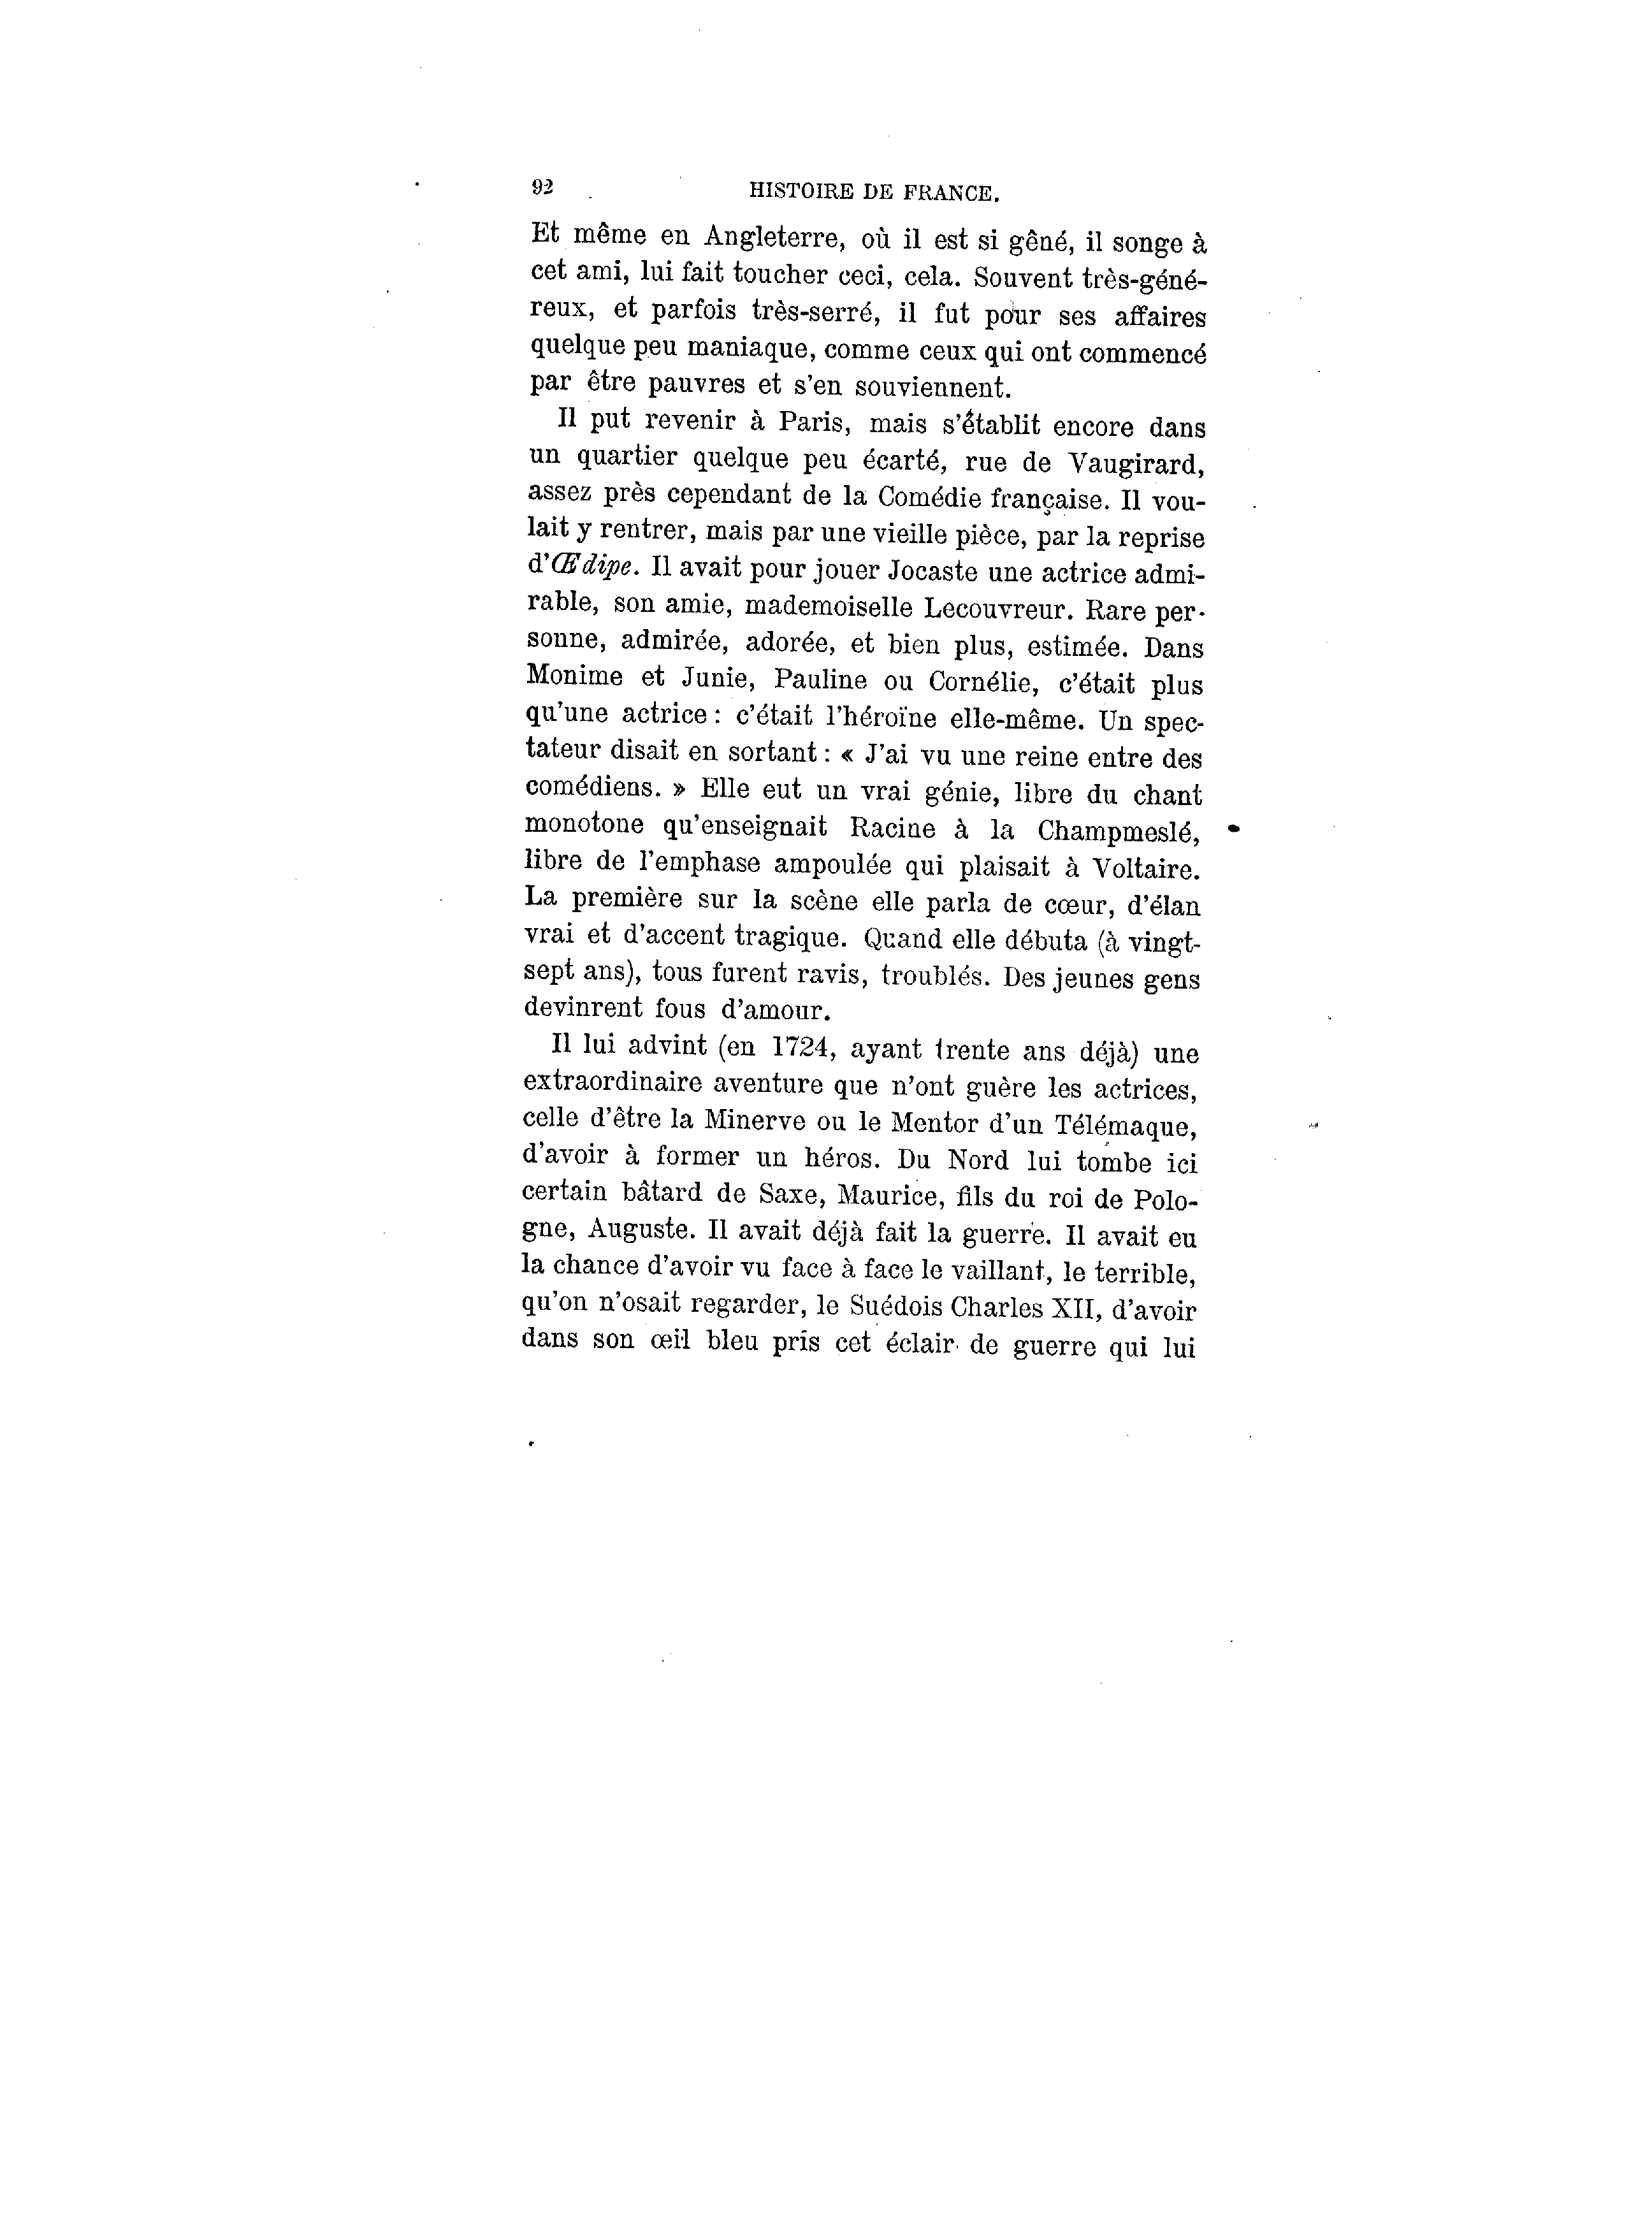 92 HISTOIRE DE FRANCE.
Et même en Angleterre, où il est si gêné, il songe à
cet ami, lui fait toucher ceci, cela. Souvent très-géné-
reux, et parfois très-serré, il fut pour ses affaires
quelque peu maniaque, comme ceux qui ont commencé
par être pauvres et s'en souviennent.
Il put revenir à Paris, mais s'établit encore dans
un quartier quelque peu écarté, rue de Vaugirard,
assez près cependant de la Comédie française. Il vou-
lait y rentrer, mais par une vieille pièce, par la reprise
d'Œdipe. Il avait pour jouer Jocaste une actrice admi-
rable, son amie, mademoiselle Lecouvreur. Rare per-
sonne, admirée, adorée, et bien plus, estimée. Dans
Monime et Junie, Pauline ou Cornélie, c'était plus
qu'une actrice : c'était l'héroïne elle-même. Un spec-
tateur disait en sortant : « J'ai vu une reine entre des
comédiens. » Elle eut un vrai génie, libre du chant
monotone qu'enseignait Racine à la Champmeslé,
libre de l'emphase ampoulée qui plaisait à Voltaire.
La première sur la scène elle parla de cœur, d'élan
vrai et d'accent tragique. Quand elle débuta (à vingt-
sept ans), tous furent ravis, troublés. Des jeunes gens
devinrent fous d'amour.
Il lui advint (en 1724, ayant trente ans déjà) une
extraordinaire aventure que n'ont guère les actrices,
celle d'être la Minerve ou le Mentor d'un Télémaque,
d'avoir à former un héros. Du Nord lui tombe ici
certain bâtard de Saxe, Maurice, fils du roi de Polo-
gne, Auguste. Il avait déjà fait la guerre. Il avait eu
la chance d'avoir vu face à face le vaillant, le terrible,
qu'on n'osait regarder, le Suédois Charles XII, d'avoir
dans son œil bleu pris cet éclair de guerre qui lui